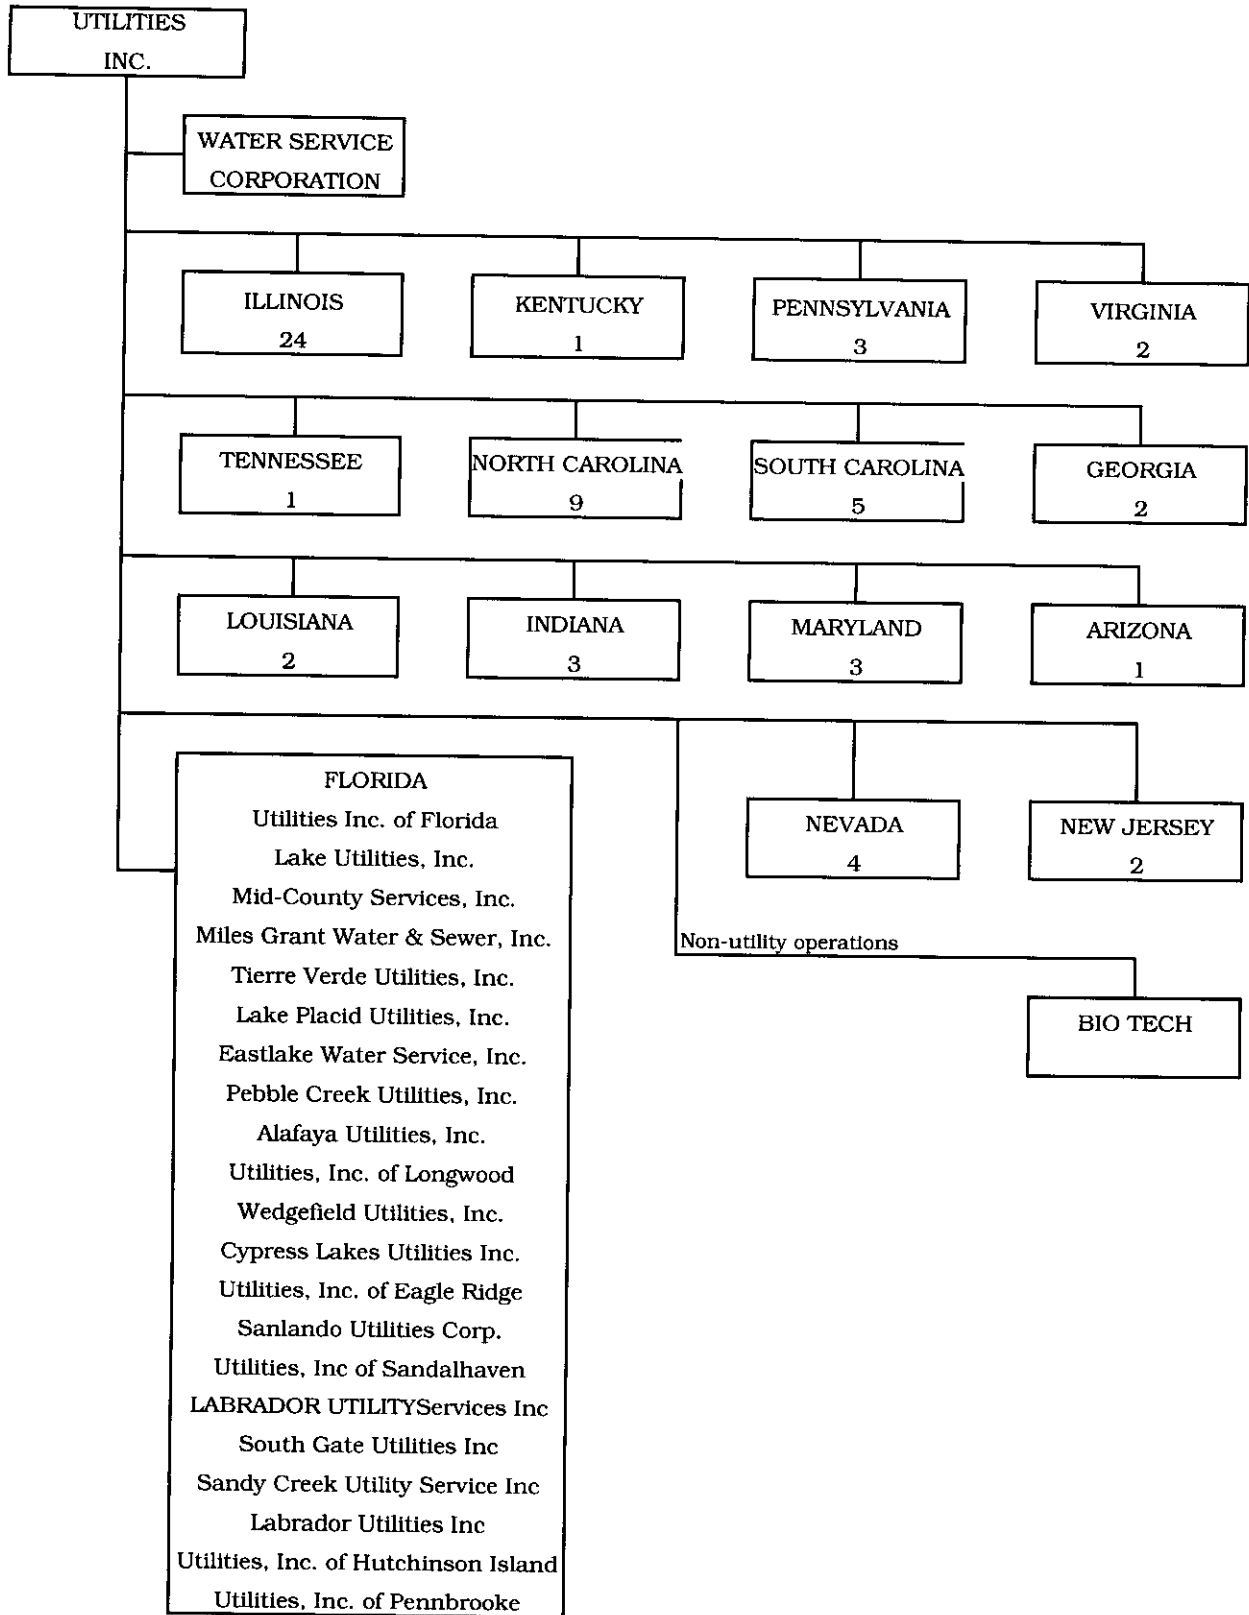 UTILITIES
INC.
WATER SERVICE
CORPORATION
ILLINOIS
24
KENTUCKY
1
PENNSYLVANIA
3
VIRGINIA
2
TENNESSEE
1
NORTH CAROLINA
9
SOUTH CAROLINA
5
GEORGIA
2
LOUISIANA
2
INDIANA
3
MARYLAND
3
ARIZONA
1
FLORIDA
Utilities Inc. of Florida
Lake Utilities, Inc.
Mid-County Services, Inc.
Miles Grant Water & Sewer, Inc.
Tierre Verde Utilities, Inc.
Lake Placid Utilities, Inc.
Eastlake Water Service, Inc.
Pebble Creek Utilities, Inc.
Alafaya Utilities, Inc.
Utilities, Inc. of Longwood
Wedgefield Utilities, Inc.
Cypress Lakes Utilities Inc.
Utilities, Inc. of Eagle Ridge
Sanlando Utilities Corp.
Utilities, Inc of Sandalhaven
LABRADOR UTILITYServices Inc
South Gate Utilities Inc
Sandy Creek Utility Service Inc
Labrador Utilities Inc
Utilities, Inc. of Hutchinson Island
Utilities, Inc. of Pennbrooke
NEVADA
4
NEW JERSEY
2
Non-utility operations
BIO TECH